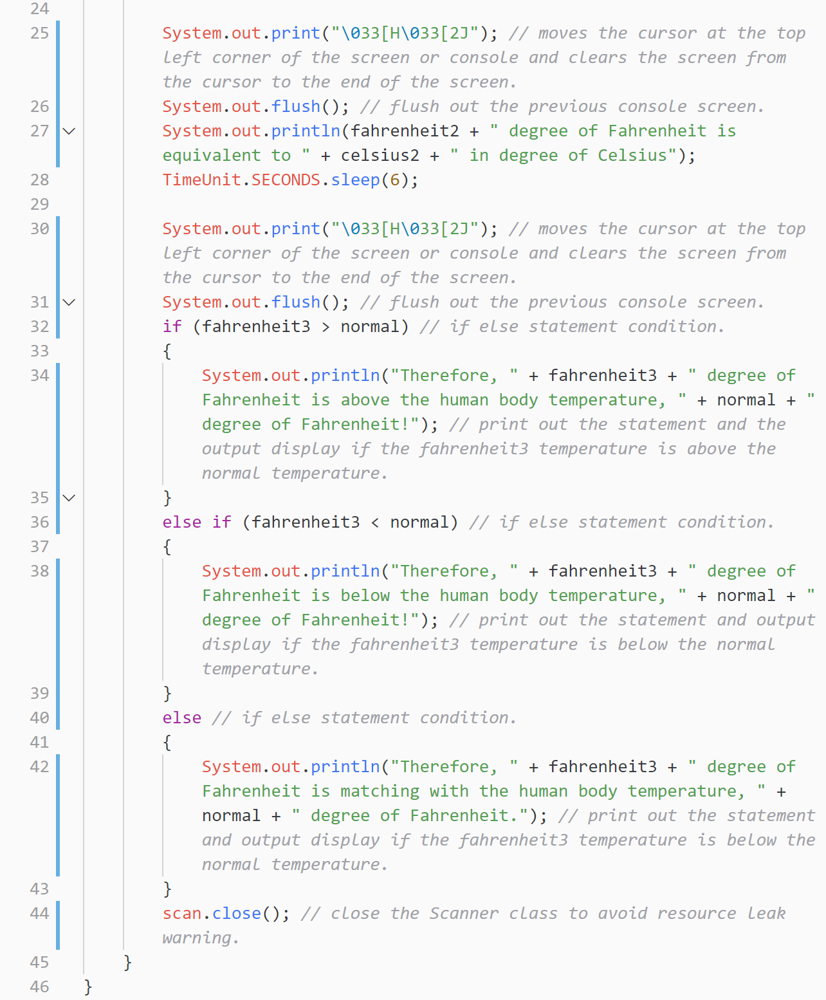 24
25 System.out.print("\033[H\033[2J"); // moves the cursor at the top
left corner of the screen or console and clears the screen from
the cursor to the end of the screen.
26 System.out.flush(); // flush out the previous console screen.
27 System.out.println(fahrenheit2 + " degree of Fahrenheit is
equivalent to " + celsius2 + " in degree of Celsius");
28 TimeUnit.SECONDS.sleep(6);
29
30 System.out.print("\033[H\033[2J"); // moves the cursor at the top
left corner of the screen or console and clears the screen from
the cursor to the end of the screen.
31 System.out.flush(); // flush out the previous console screen.
32 if (fahrenheit3 > normal) // if else statement condition.
33 {
34 System.out.println("Therefore, " + fahrenheit3 + " degree of
Fahrenheit is above the human body temperature, " + normal + "
degree of Fahrenheit!"); // print out the statement and the
output display if the fahrenheit3 temperature is above the
normal temperature.
35 }
36 else if (fahrenheit3 < normal) // if else statement condition.
37 {
38 System.out.println("Therefore, " + fahrenheit3 + " degree of
Fahrenheit is below the human body temperature, " + normal + "
degree of Fahrenheit!"); // print out the statement and output
display if the fahrenheit3 temperature is below the normal
temperature.
39 }
40 else // if else statement condition.
41 {
42 System.out.println("Therefore, " + fahrenheit3 + " degree of
Fahrenheit is matching with the human body temperature, " +
normal + " degree of Fahrenheit."); // print out the statement
and output display if the fahrenheit3 temperature is below the
normal temperature.
43 }
44 scan.close(); // close the Scanner class to avoid resource leak
warning.
45 }
46 }